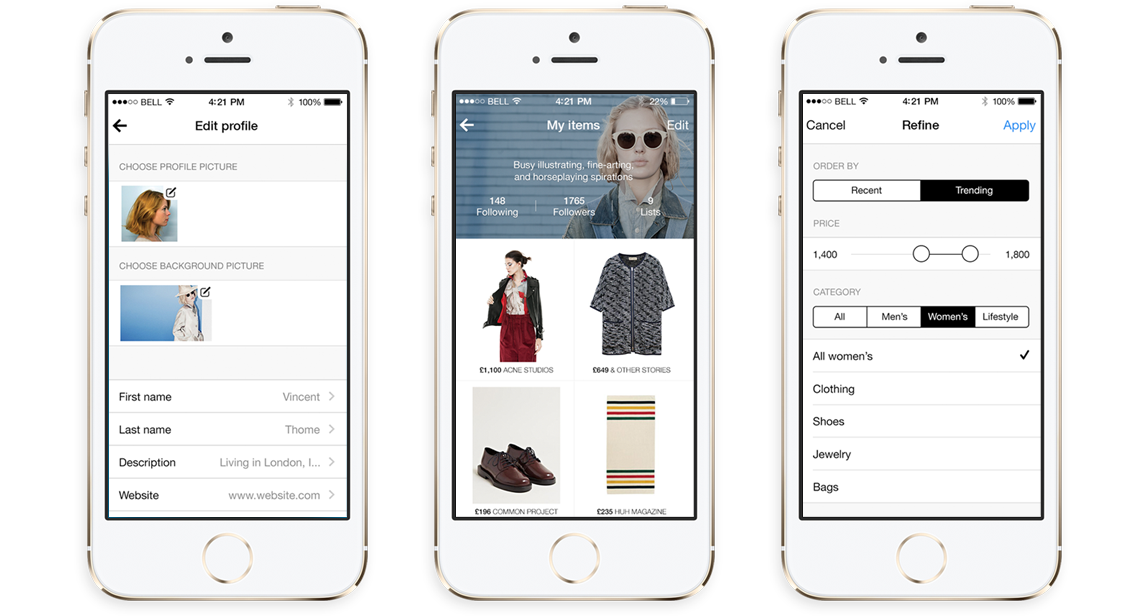 BELL 4:21 PM 100%
Edit profile
CHOOSE PROFILE PICTURE
CHOOSE BACKGROUND PICTURE
First name Vincent
Last name Thome
Description Living in London, I...
Website www.website.com
BELL 4:21 PM 22%
My items Edit
Busy illustrating, fine-arting,
and horseplaying spirations
148 1765 9
Following Followers Lists
£1,100 ACNE STUDIOS £649 & OTHER STORIES
£196 COMMON PROJECT £235 HUH MAGAZINE
BELL 4:21 PM 100%
Cancel Refine Apply
ORDER BY
Recent Trending
PRICE
1,400 1,800
CATEGORY
All Men's Women's Lifestyle
All women's
Clothing
Shoes
Jewelry
Bags